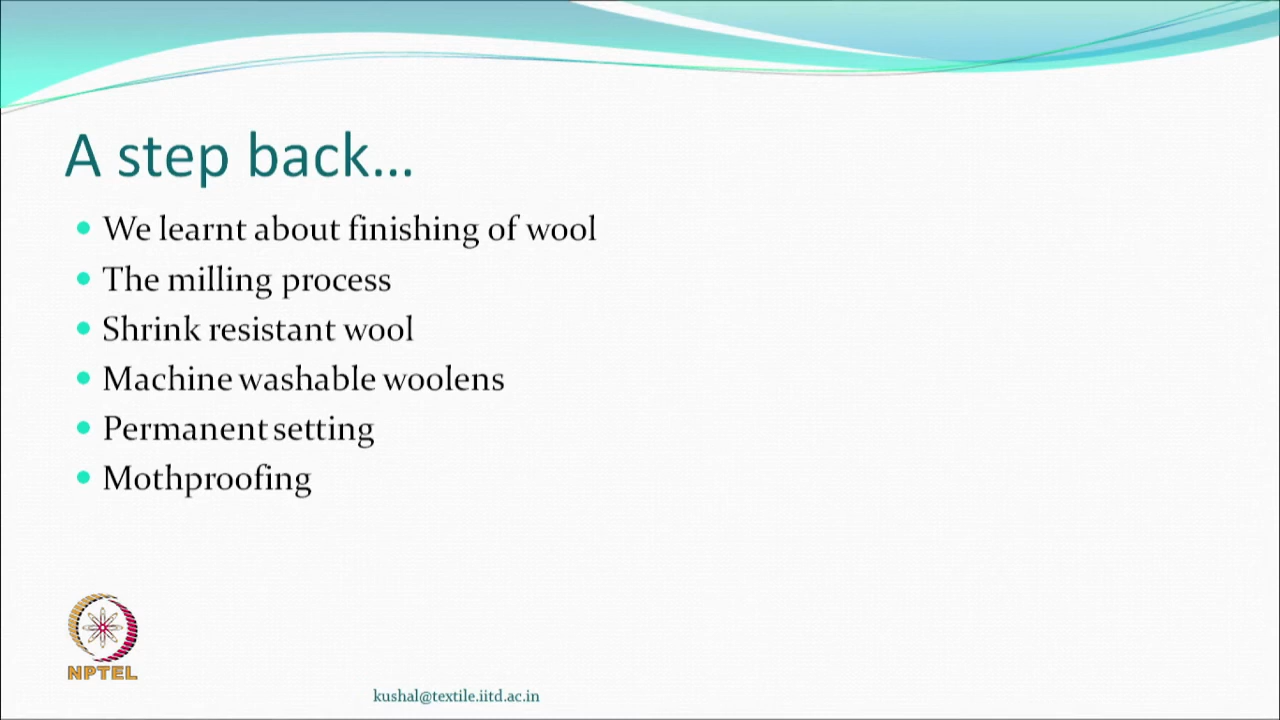 A step back...
We learnt about finishing of wool
The milling process
Shrink resistant wool
Machine washable woolens
Permanent setting
Mothproofing
NPTEL
kushal@textile.iitd.ac.in